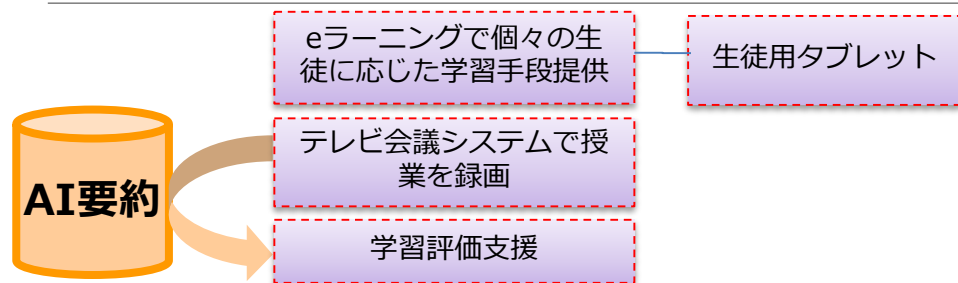 eラーニングで個々の生
徒に応じた学習手段提供
生徒用タブレット
テレビ会議システムで授
業を録画
AI要約
学習評価支援